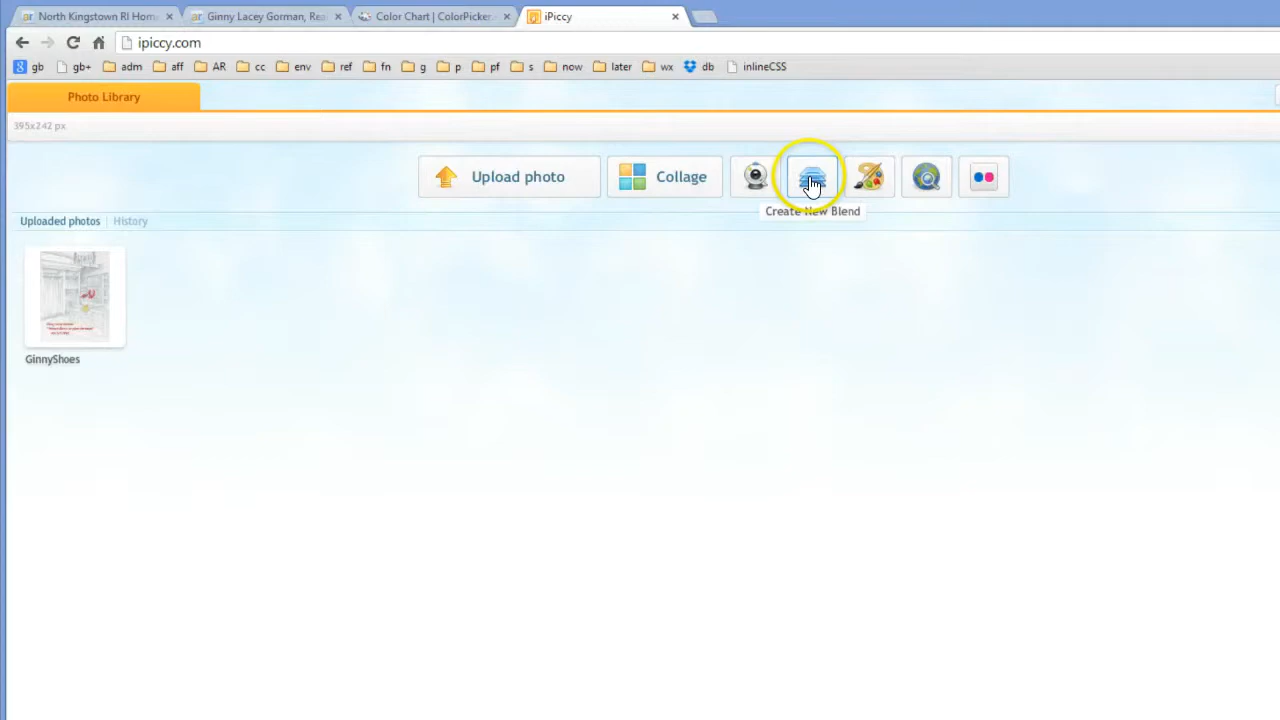 North Kingstown RI Hom
Ginny Lacey Gorman, Rea
Color Chart | ColorPicker.
iPiccy
ipiccy.com
gb gb+ adm aff AR cc env ref fn g p pf s now later wx db inlineCSS
Photo Library
395x242 px
Upload photo
Collage
Create New Blend
Uploaded photos | History
GinnyShoes